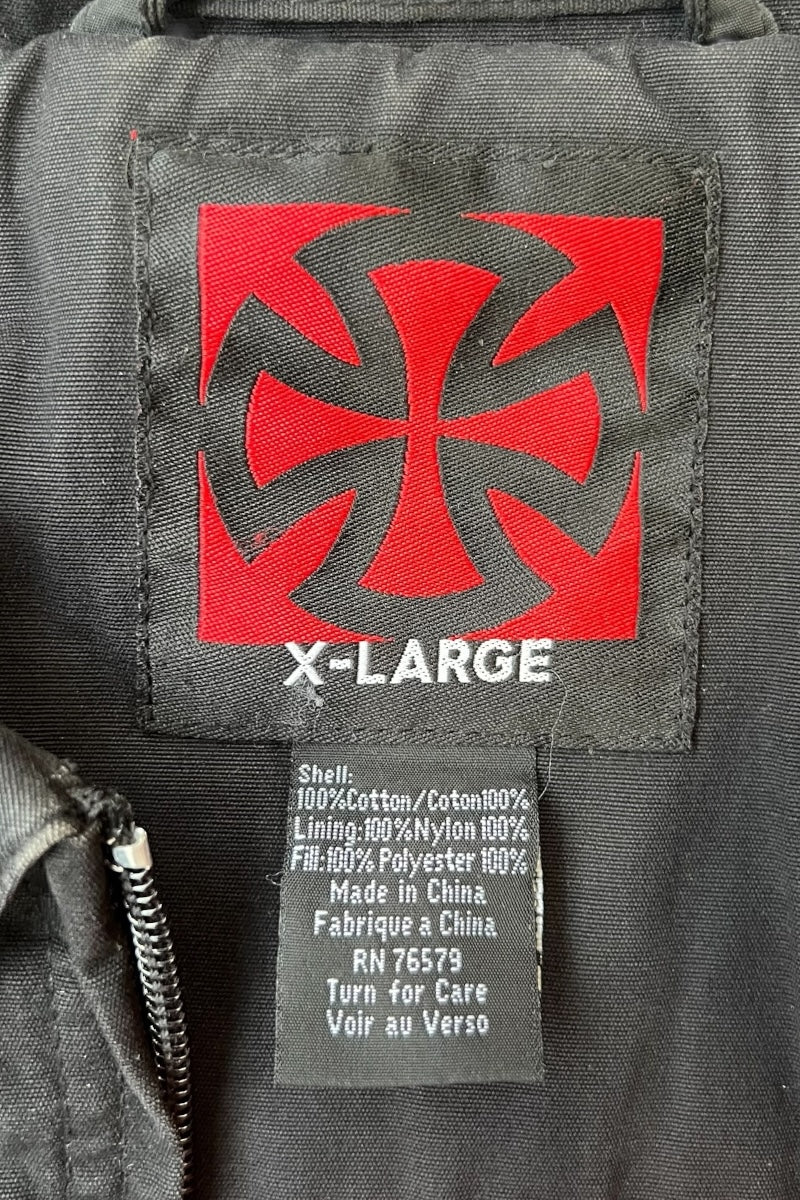 X-LARGE
Shell:
100%Cotton/Coton100%
Lining:100%Nylon 100%
Fill:100% Polyester 100%
Made in China
Fabrique a China
RN 76579
Turn for Care
Voir au Verso